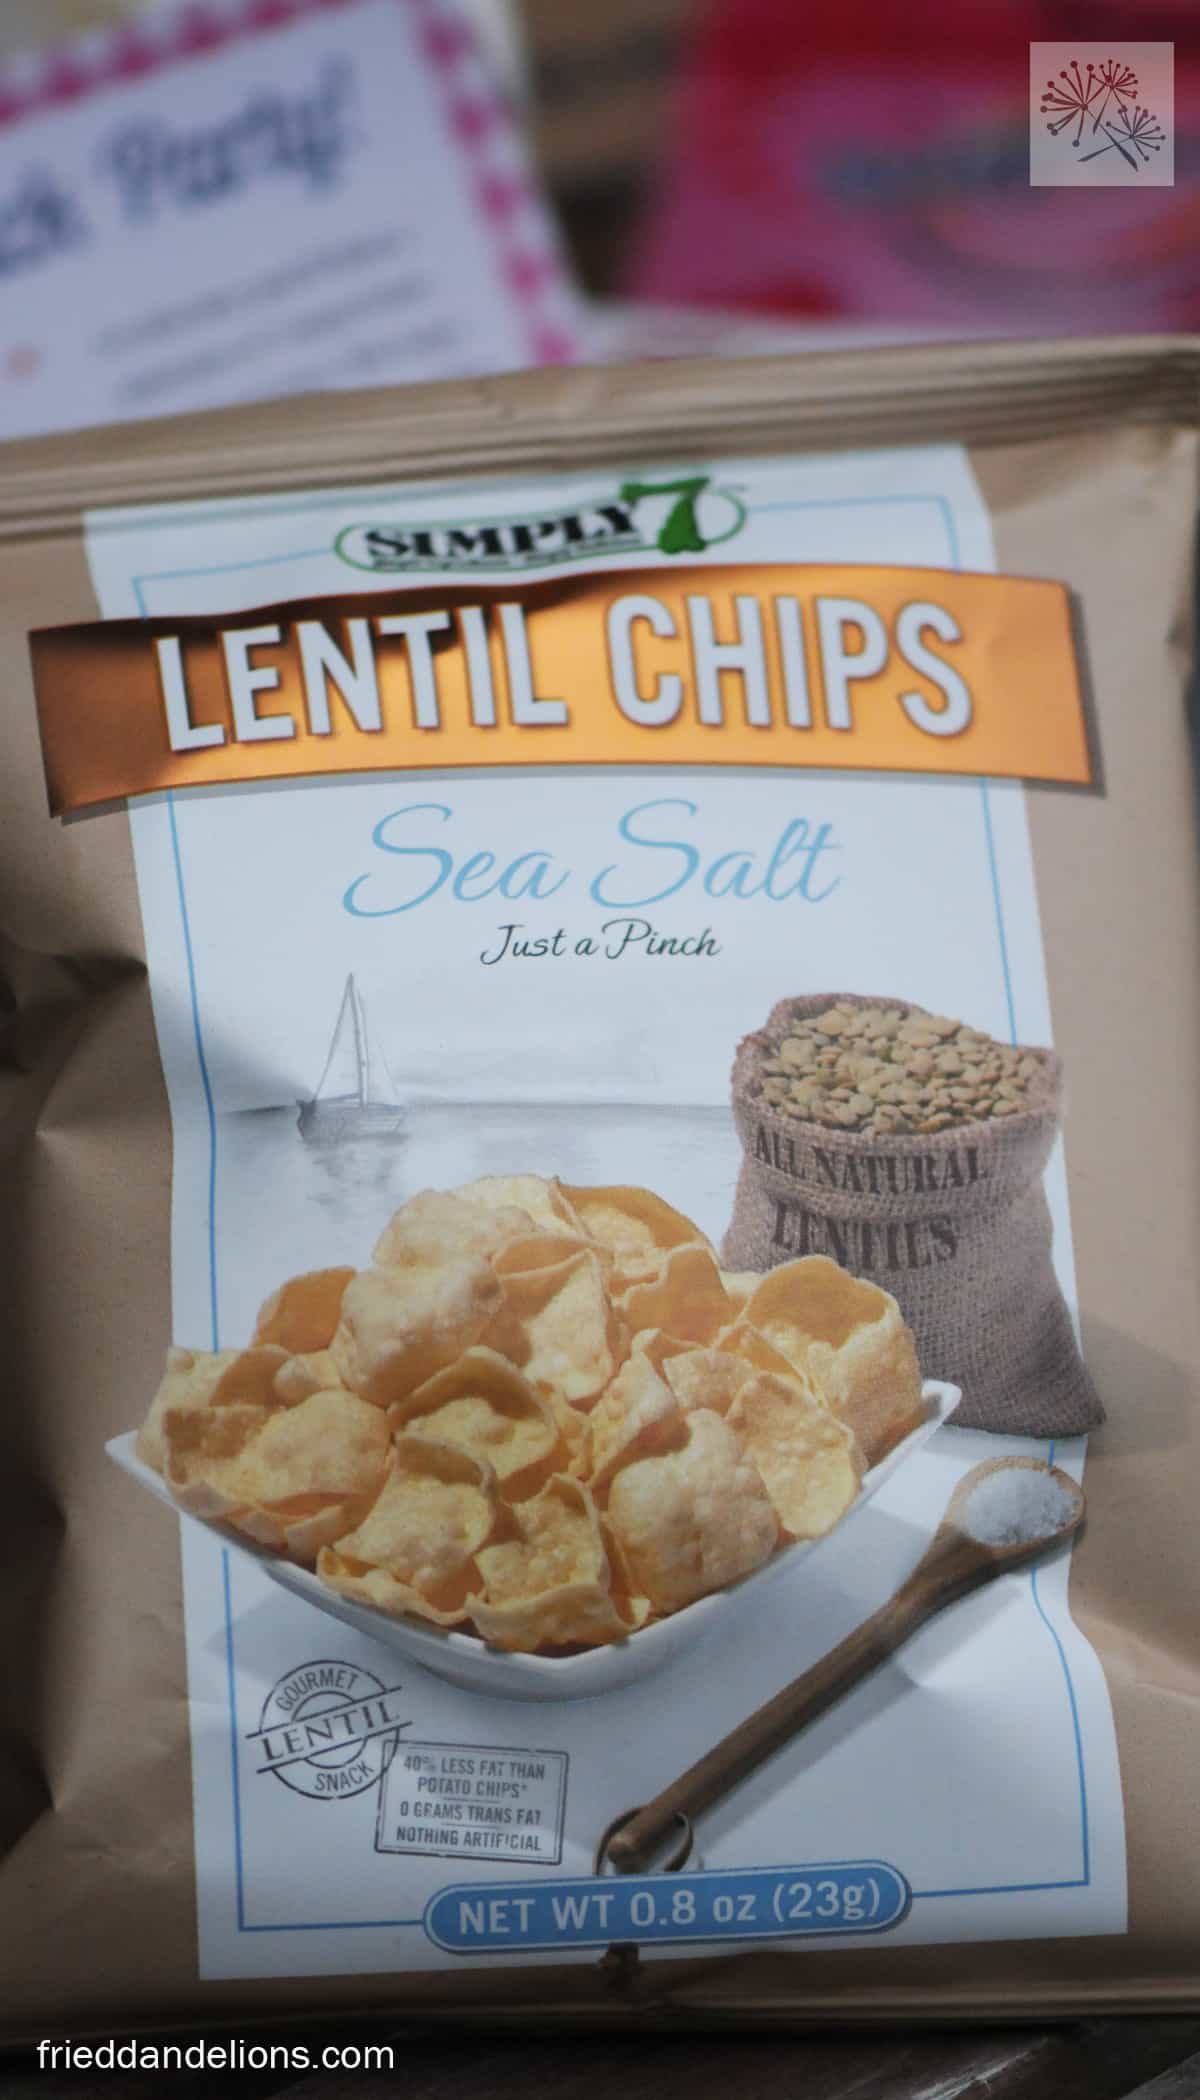 Party!
SIMPLY 7
LENTIL CHIPS
Sea Salt
Just a Pinch
ALL NATURAL
LENTILS
GOURMET
LENTIL
SNACK
40% LESS FAT THAN
POTATO CHIPS*
0 GRAMS TRANS FAT
NOTHING ARTIFICIAL
NET WT 0.8 oz (23g)
frieddandelions.com